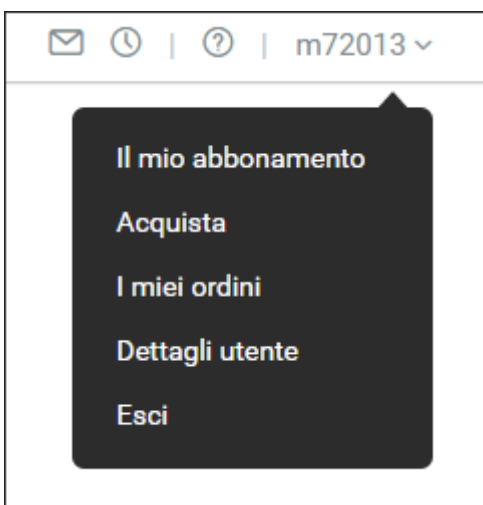 m72013
Il mio abbonamento
Acquista
I miei ordini
Dettagli utente
Esci